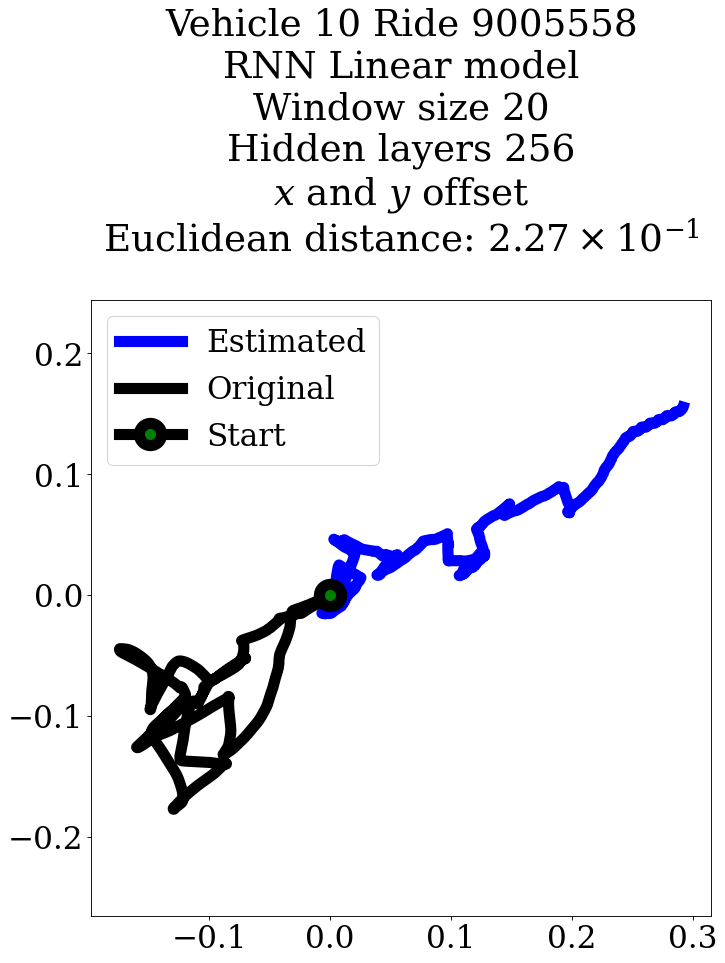 Vehicle 10 Ride 9005558
RNN Linear model
Window size 20
Hidden layers 256
x and y offset
Euclidean distance: 2.27 × 10⁻¹
Estimated
Original
Start
0.2
0.1
0.0
−0.1
−0.2
−0.1 0.0 0.1 0.2 0.3